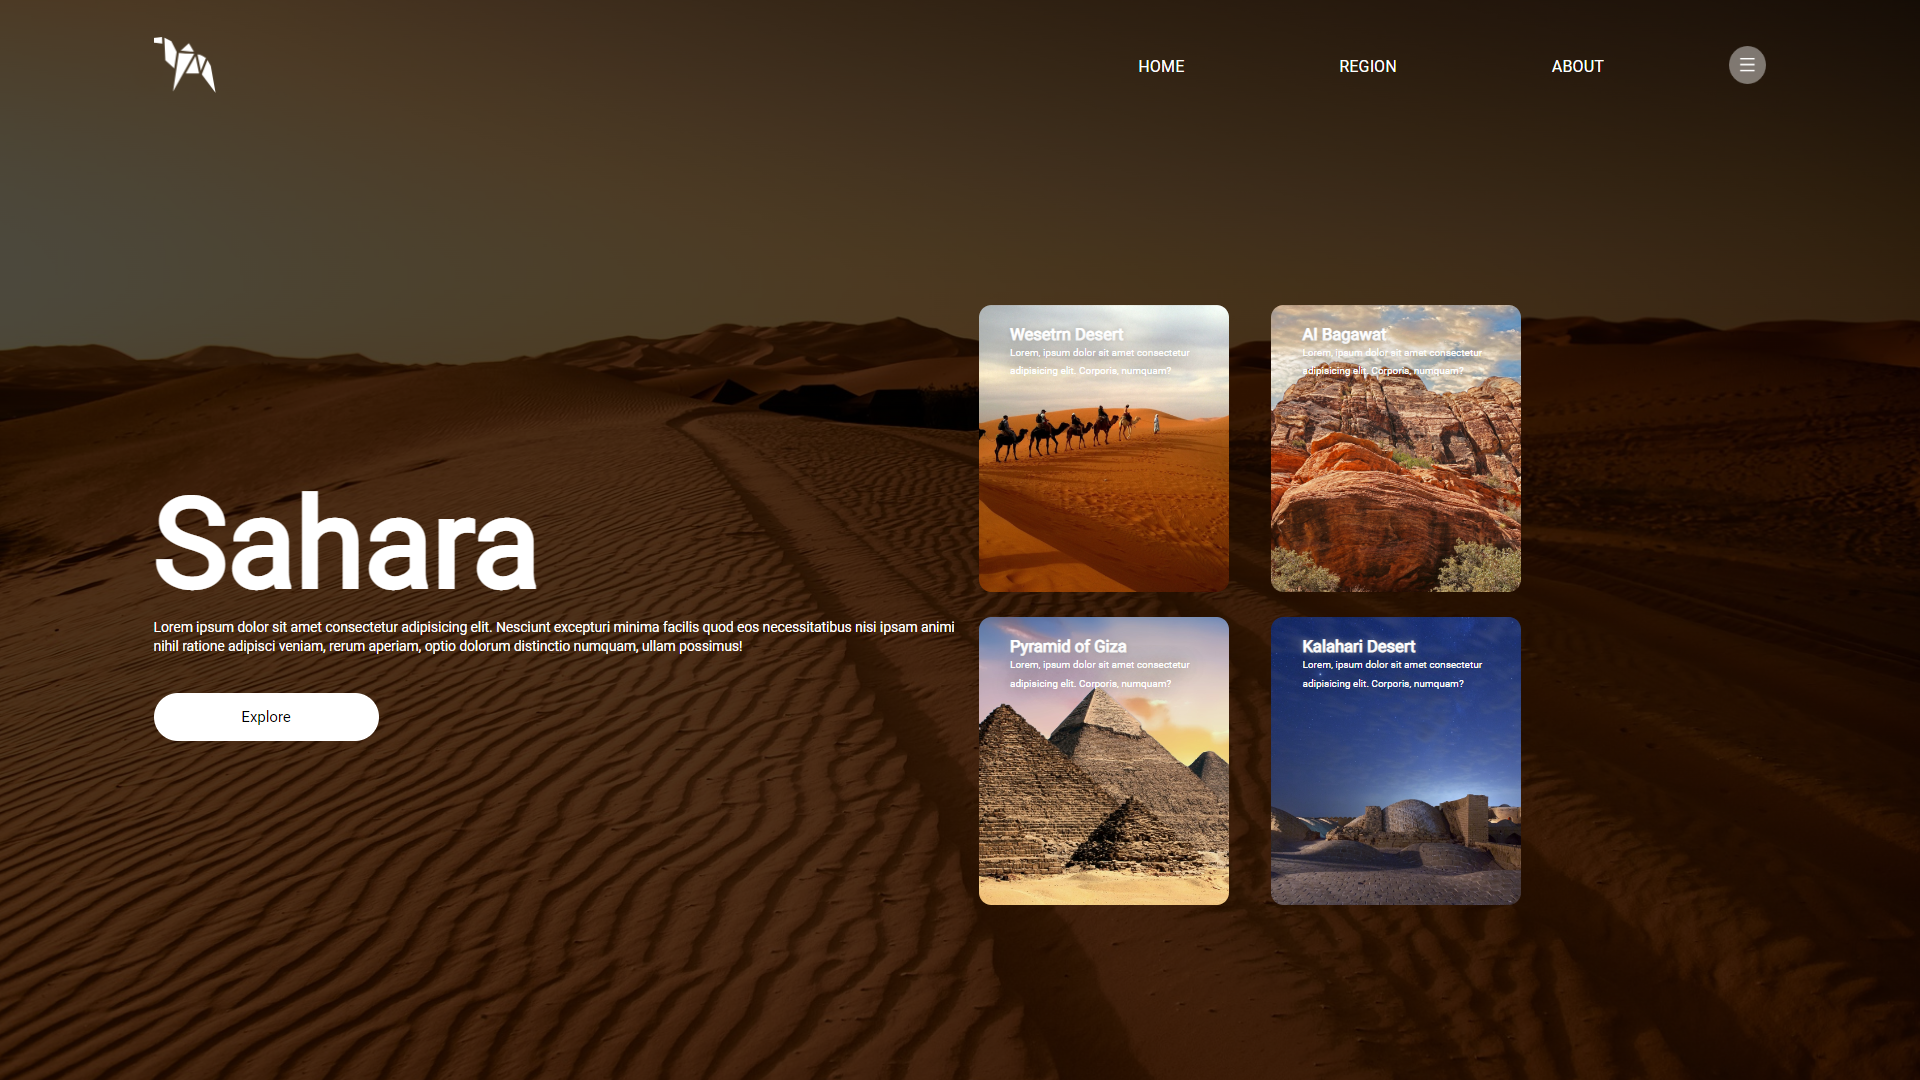 HOME
REGION
ABOUT
Wesetrn Desert
Lorem, ipsum dolor sit amet consectetur
adipisicing elit. Corporis, numquam?
Al Bagawat
Lorem, ipsum dolor sit amet consectetur
adipisicing elit. Corporis, numquam?
Sahara
Lorem ipsum dolor sit amet consectetur adipisicing elit. Nesciunt excepturi minima facilis quod eos necessitatibus nisi ipsam animi
nihil ratione adipisci veniam, rerum aperiam, optio dolorum distinctio numquam, ullam possimus!
Explore
Pyramid of Giza
Lorem, ipsum dolor sit amet consectetur
adipisicing elit. Corporis, numquam?
Kalahari Desert
Lorem, ipsum dolor sit amet consectetur
adipisicing elit. Corporis, numquam?